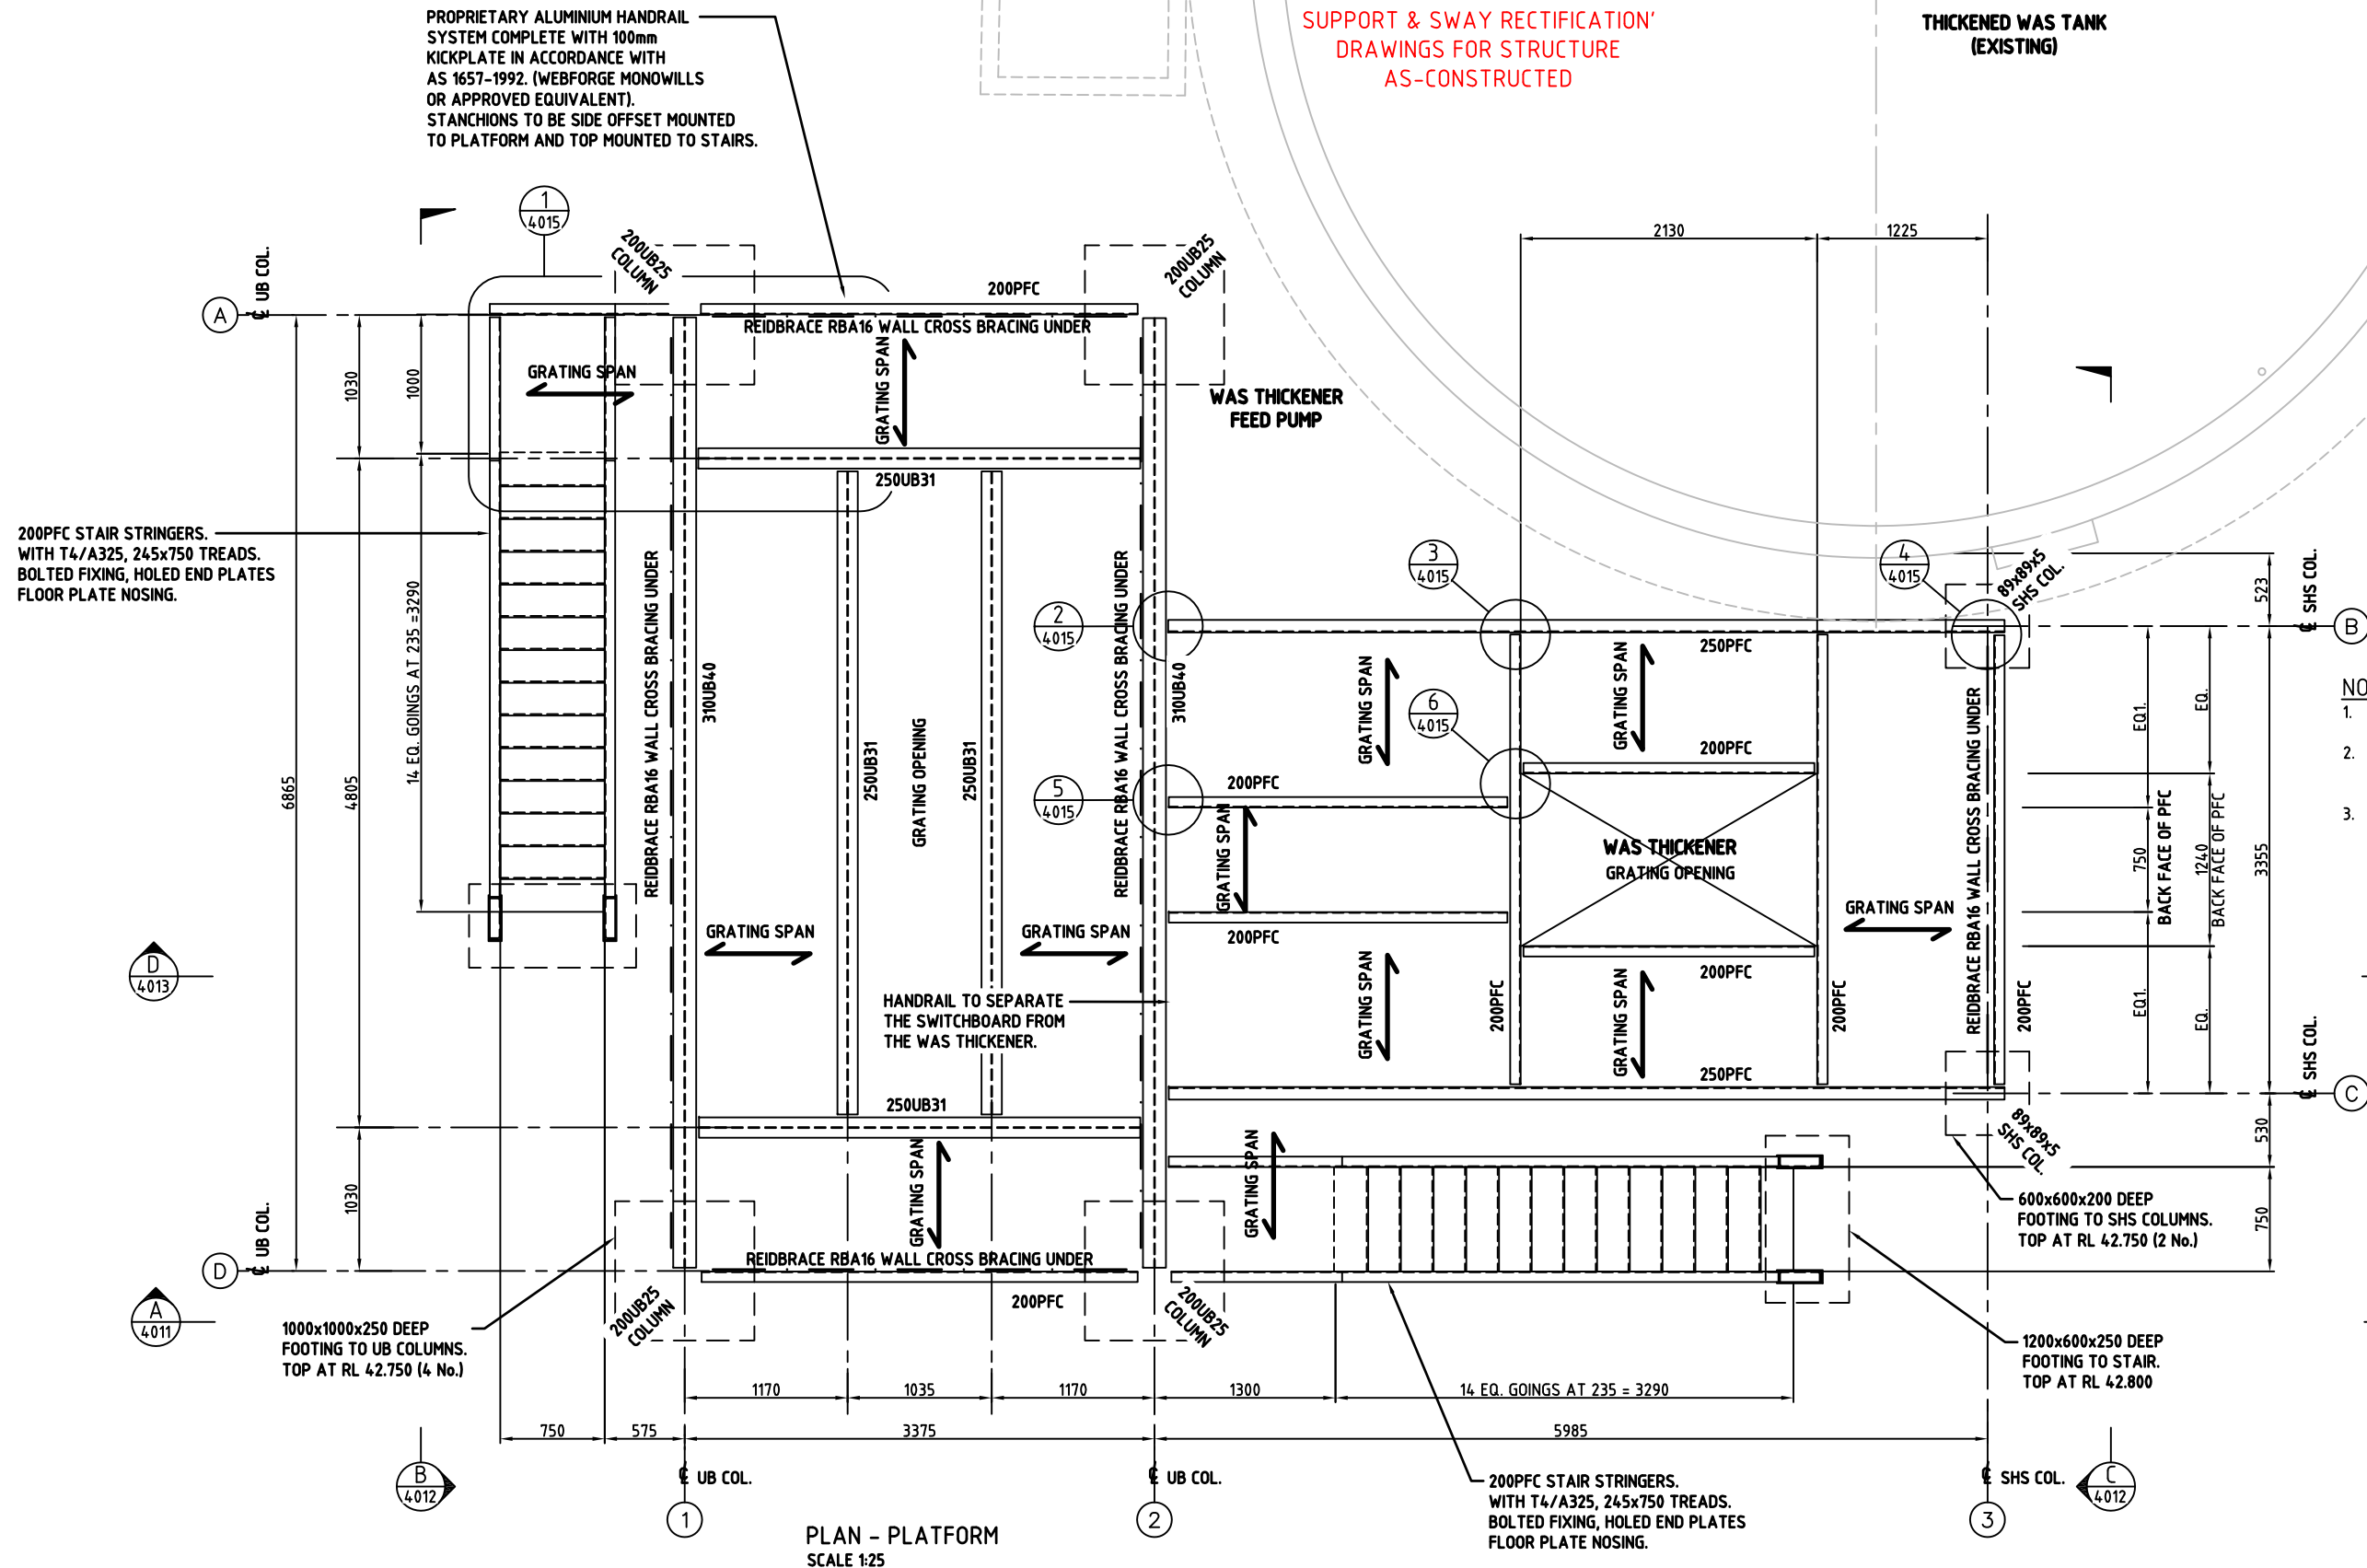 PROPRIETARY ALUMINIUM HANDRAIL
SYSTEM COMPLETE WITH 100mm
KICKPLATE IN ACCORDANCE WITH
AS 1657-1992. (WEBFORGE MONOWILLS
OR APPROVED EQUIVALENT).
STANCHIONS TO BE SIDE OFFSET MOUNTED
TO PLATFORM AND TOP MOUNTED TO STAIRS.
SUPPORT & SWAY RECTIFICATION'
DRAWINGS FOR STRUCTURE
AS-CONSTRUCTED
THICKENED WAS TANK
(EXISTING)
1
4015
200UB25
COLUMN
200UB25
COLUMN
2130
1225
℄ UB COL.
A
200PFC
REIDBRACE RBA16 WALL CROSS BRACING UNDER
1030
1000
GRATING SPAN
GRATING SPAN
WAS THICKENER
FEED PUMP
250UB31
200PFC STAIR STRINGERS.
WITH T4/A325, 245x750 TREADS.
BOLTED FIXING, HOLED END PLATES
FLOOR PLATE NOSING.
3
4015
4
4015
89x89x5
SHS COL.
523
℄ SHS COL.
2
4015
B
14 EQ. GOINGS AT 235 =3290
REIDBRACE RBA16 WALL CROSS BRACING UNDER
310UB40
REIDBRACE RBA16 WALL CROSS BRACING UNDER
310UB40
250PFC
GRATING SPAN
GRATING SPAN
NO
1.
2.
3.
6
4015
EQ1.
EQ.
6865
4805
250UB31
GRATING OPENING
250UB31
5
4015
200PFC
200PFC
GRATING SPAN
WAS THICKENER
GRATING OPENING
REIDBRACE RBA16 WALL CROSS BRACING UNDER
750
BACK FACE OF PFC
1240
BACK FACE OF PFC
3355
GRATING SPAN
GRATING SPAN
GRATING SPAN
200PFC
200PFC
D
4013
HANDRAIL TO SEPARATE
THE SWITCHBOARD FROM
THE WAS THICKENER.
GRATING SPAN
200PFC
GRATING SPAN
200PFC
200PFC
EQ1.
EQ.
250PFC
℄ SHS COL.
C
250UB31
89x89x5
SHS COL.
530
1030
GRATING SPAN
GRATING SPAN
600x600x200 DEEP
FOOTING TO SHS COLUMNS.
TOP AT RL 42.750 (2 No.)
750
℄ UB COL.
D
REIDBRACE RBA16 WALL CROSS BRACING UNDER
200PFC
200UB25
COLUMN
200UB25
COLUMN
A
4011
1000x1000x250 DEEP
FOOTING TO UB COLUMNS.
TOP AT RL 42.750 (4 No.)
1200x600x250 DEEP
FOOTING TO STAIR.
TOP AT RL 42.800
1170
1035
1170
1300
14 EQ. GOINGS AT 235 = 3290
750
575
3375
5985
B
4012
℄ UB COL.
℄ UB COL.
℄ SHS COL.
C
4012
200PFC STAIR STRINGERS.
WITH T4/A325, 245x750 TREADS.
BOLTED FIXING, HOLED END PLATES
FLOOR PLATE NOSING.
1
2
3
PLAN - PLATFORM
SCALE 1:25